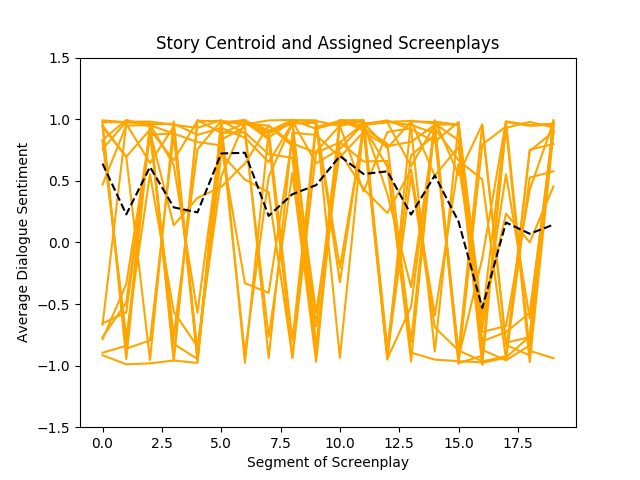 Story Centroid and Assigned Screenplays
1.5
1.0
0.5
0.0
−0.5
−1.0
−1.5
Average Dialogue Sentiment
0.0 2.5 5.0 7.5 10.0 12.5 15.0 17.5
Segment of Screenplay